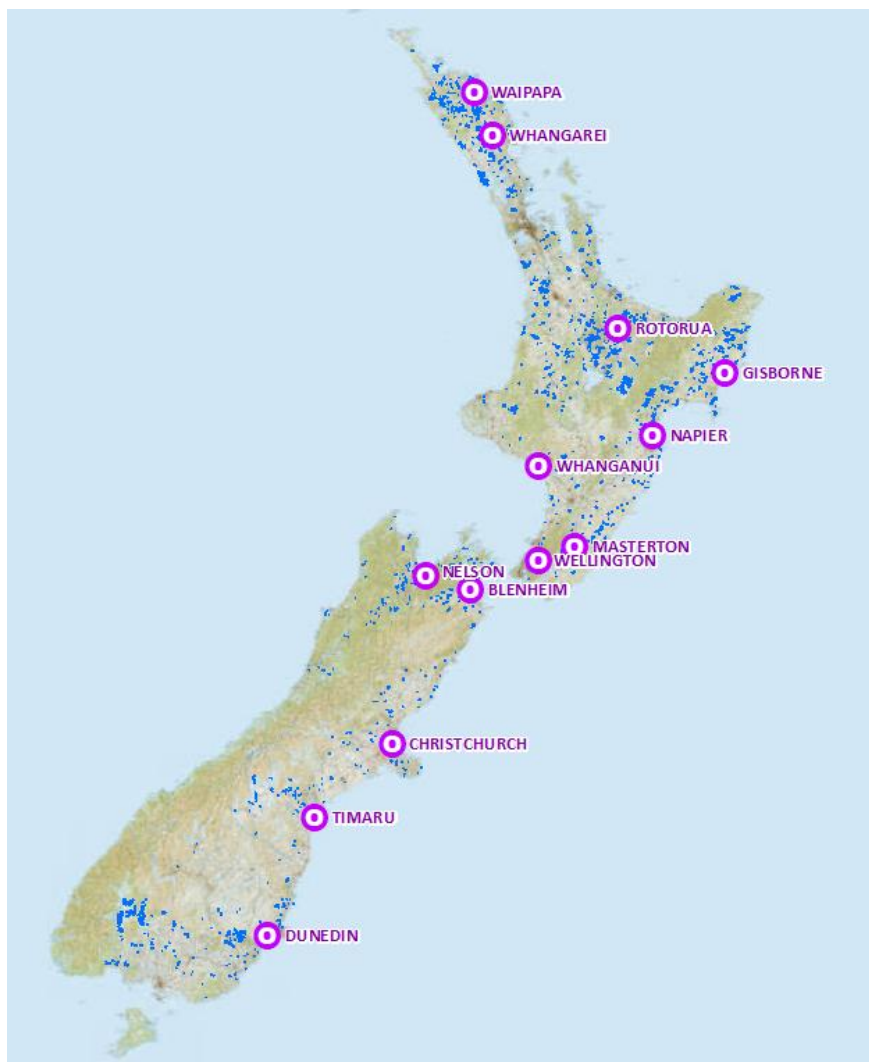 WAIPAPA
WHANGAREI
ROTORUA
GISBORNE
NAPIER
WHANGANUI
MASTERTON
WELLINGTON
NELSON
BLENHEIM
CHRISTCHURCH
TIMARU
DUNEDIN